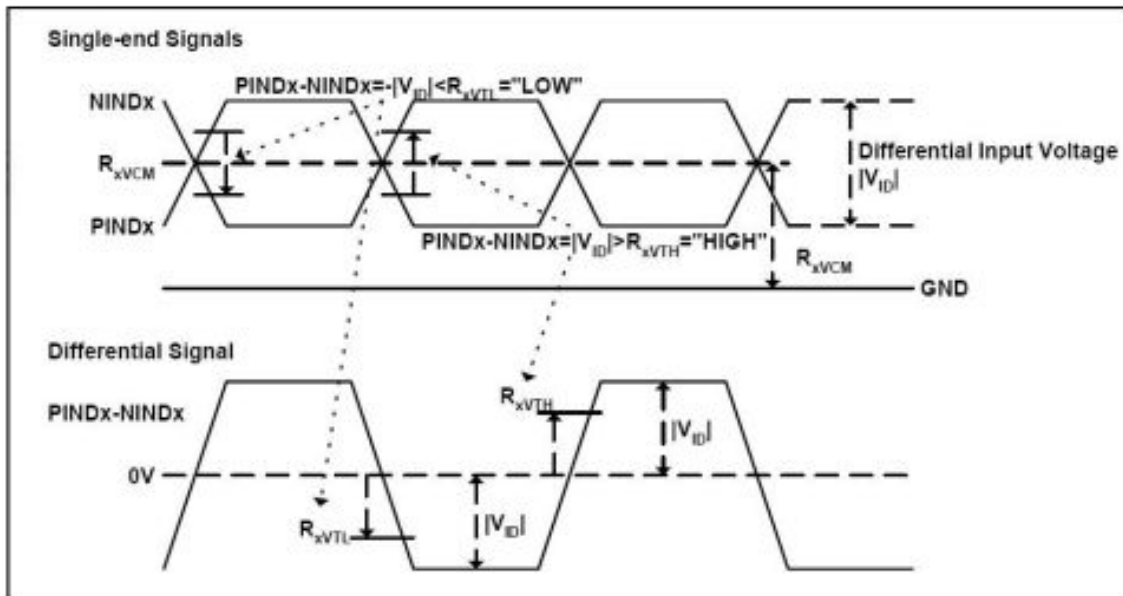 Single-end Signals
PINDx-NINDx=-|VID|<RxVTL="LOW"
NINDx
RxVCM
PINDx
Differential Input Voltage
|VID|
PINDx-NINDx=|VID|>RxVTH="HIGH"
RxVCM
GND
Differential Signal
PINDx-NINDx
RxVTH
|VID|
0V
RxVTL
|VID|